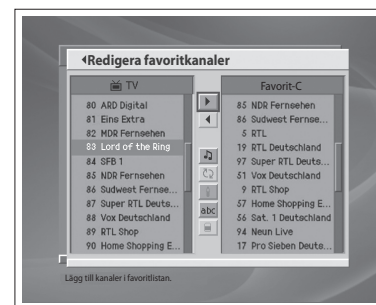 Redigera favoritkanaler
TV
80 ARD Digital
81 Eins Extra
82 MDR Fernsehen
83 Lord of the Ring
84 SFB 1
85 NDR Fernsehen
86 Sudwest Fernse...
87 Super RTL Deuts...
88 Vox Deutschland
89 RTL Shop
90 Home Shopping E...
abc
Favorit-C
85 NDR Fernsehen
86 Sudwest Fernse...
5 RTL
19 RTL Deutschland
97 Super RTL Deuts...
51 Vox Deutschland
9 RTL Shop
57 Home Shopping E...
56 Sat. 1 Deutschland
94 Neun Live
17 Pro Sieben Deuts...
Lägg till kanaler i favoritlistan.